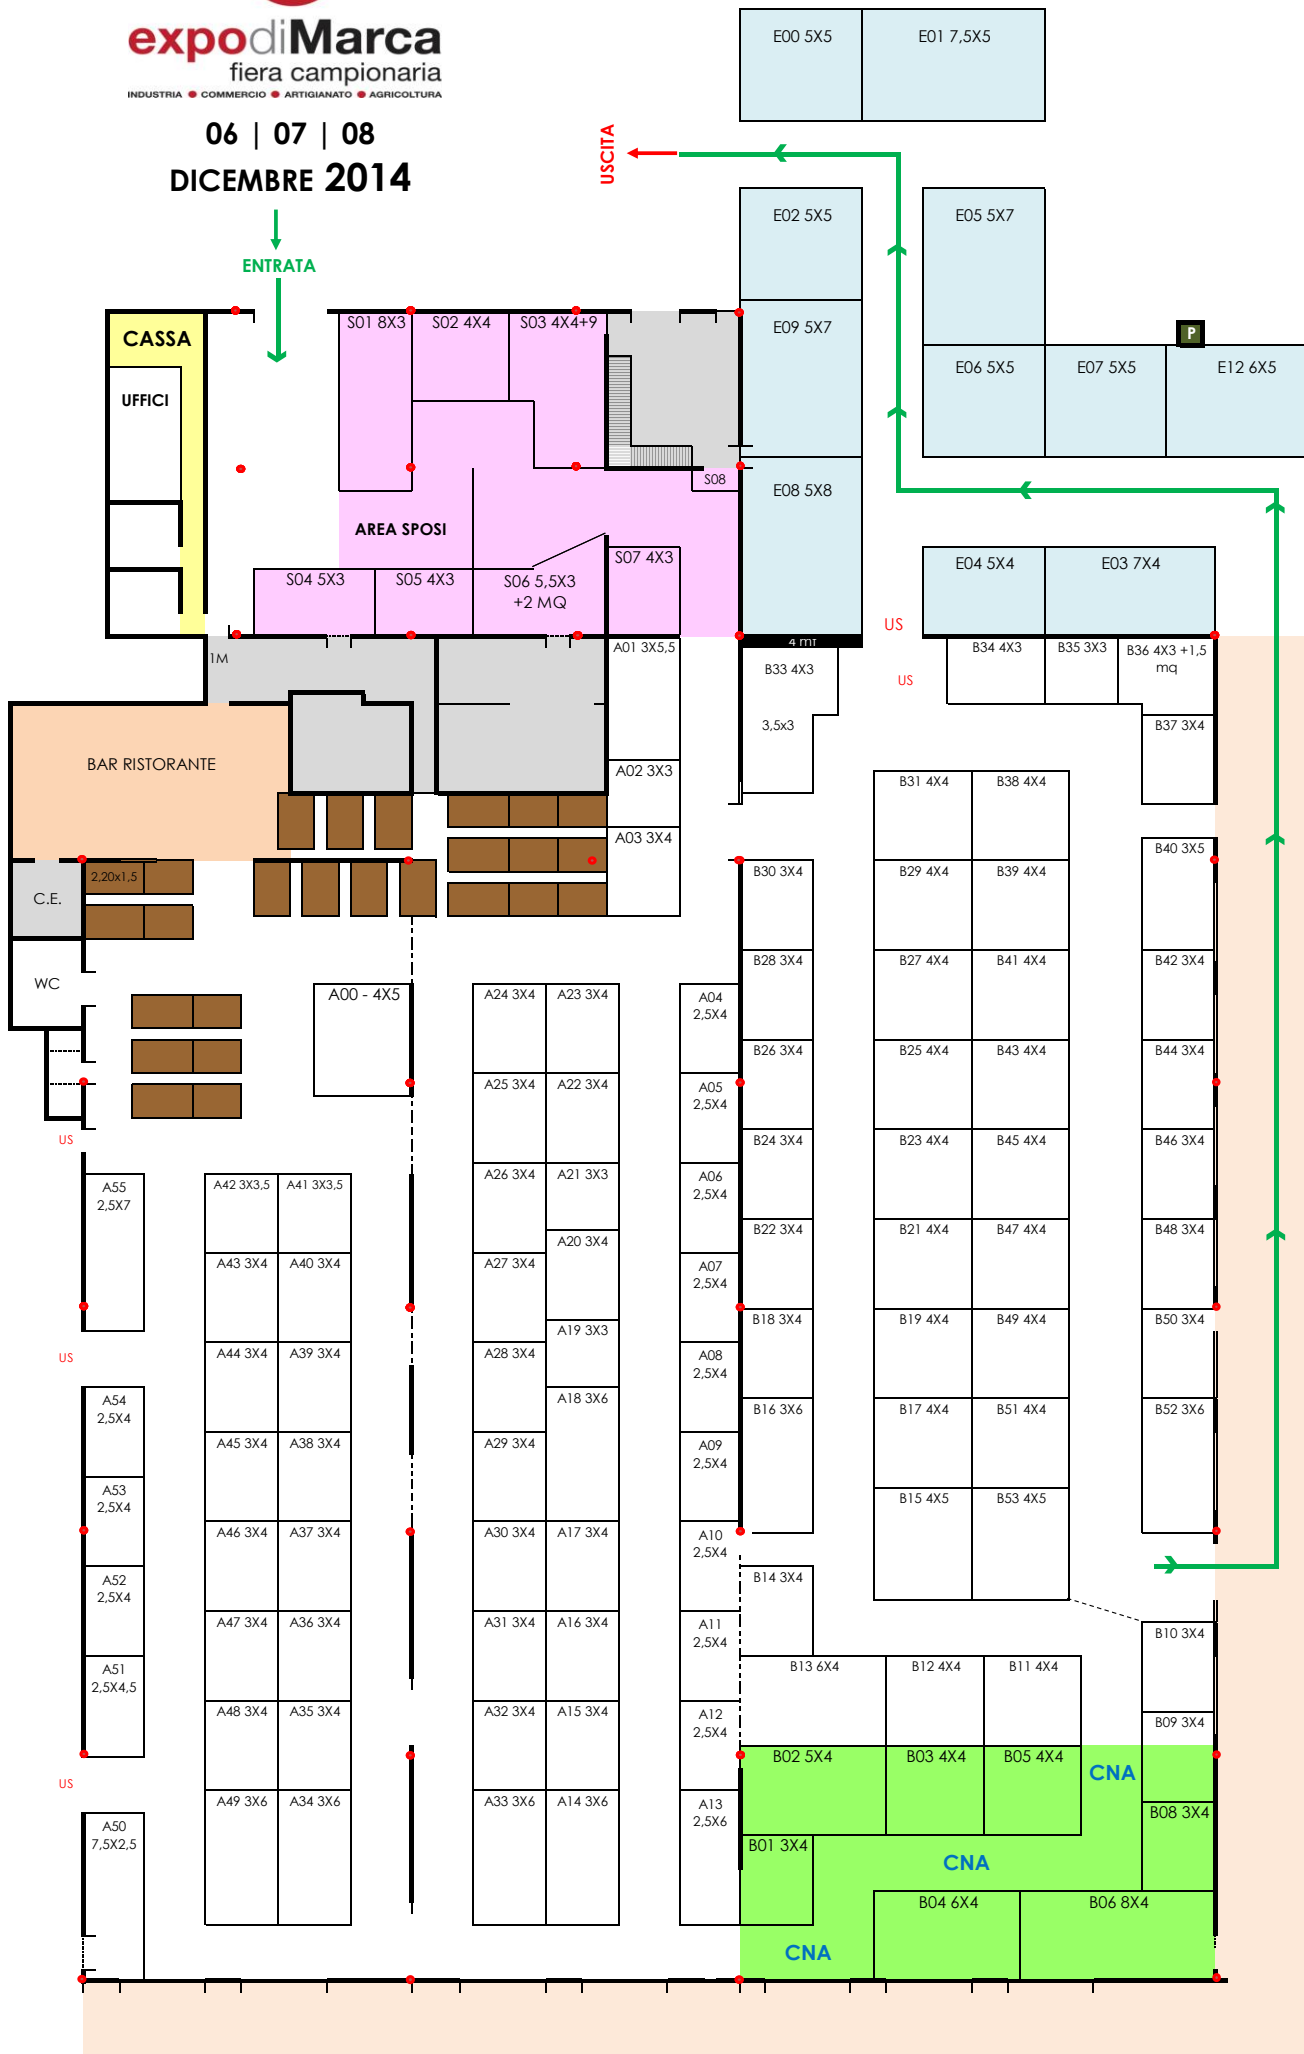 expodiMarca
fiera campionaria
INDUSTRIA ● COMMERCIO ● ARTIGIANATO ● AGRICOLTURA
06 | 07 | 08
DICEMBRE 2014
ENTRATA
USCITA
E00 5X5
E01 7,5X5
E02 5X5
E05 5X7
E09 5X7
P
E06 5X5
E07 5X5
E12 6X5
E08 5X8
E04 5X4
E03 7X4
CASSA
UFFICI
S01 8X3
S02 4X4
S03 4X4+9
S08
AREA SPOSI
S07 4X3
S04 5X3
S05 4X3
S06 5,5X3
+2 MQ
US
US
4 mt
1M
A01 3X5,5
B33 4X3
3,5x3
B34 4X3
B35 3X3
B36 4X3 +1,5
mq
B37 3X4
BAR RISTORANTE
A02 3X3
A03 3X4
B31 4X4
B38 4X4
B40 3X5
2,20x1,5
C.E.
WC
B30 3X4
B29 4X4
B39 4X4
B28 3X4
B27 4X4
B41 4X4
B42 3X4
A00 - 4X5
A24 3X4
A23 3X4
A04
2,5X4
B26 3X4
B25 4X4
B43 4X4
B44 3X4
A25 3X4
A22 3X4
A05
2,5X4
US
B24 3X4
B23 4X4
B45 4X4
B46 3X4
A55
2,5X7
A42 3X3,5
A41 3X3,5
A26 3X4
A21 3X3
A06
2,5X4
B22 3X4
B21 4X4
B47 4X4
B48 3X4
A20 3X4
A43 3X4
A40 3X4
A27 3X4
A07
2,5X4
B18 3X4
B19 4X4
B49 4X4
B50 3X4
A19 3X3
US
A44 3X4
A39 3X4
A28 3X4
A08
2,5X4
A54
2,5X4
A18 3X6
B16 3X6
B17 4X4
B51 4X4
B52 3X6
A45 3X4
A38 3X4
A29 3X4
A09
2,5X4
A53
2,5X4
B15 4X5
B53 4X5
A46 3X4
A37 3X4
A30 3X4
A17 3X4
A10
2,5X4
A52
2,5X4
B14 3X4
A47 3X4
A36 3X4
A31 3X4
A16 3X4
A11
2,5X4
B10 3X4
A51
2,5X4,5
B13 6X4
B12 4X4
B11 4X4
A48 3X4
A35 3X4
A32 3X4
A15 3X4
A12
2,5X4
B09 3X4
US
B02 5X4
B03 4X4
B05 4X4
CNA
A50
7,5X2,5
A49 3X6
A34 3X6
A33 3X6
A14 3X6
A13
2,5X6
B08 3X4
B01 3X4
CNA
B04 6X4
B06 8X4
CNA